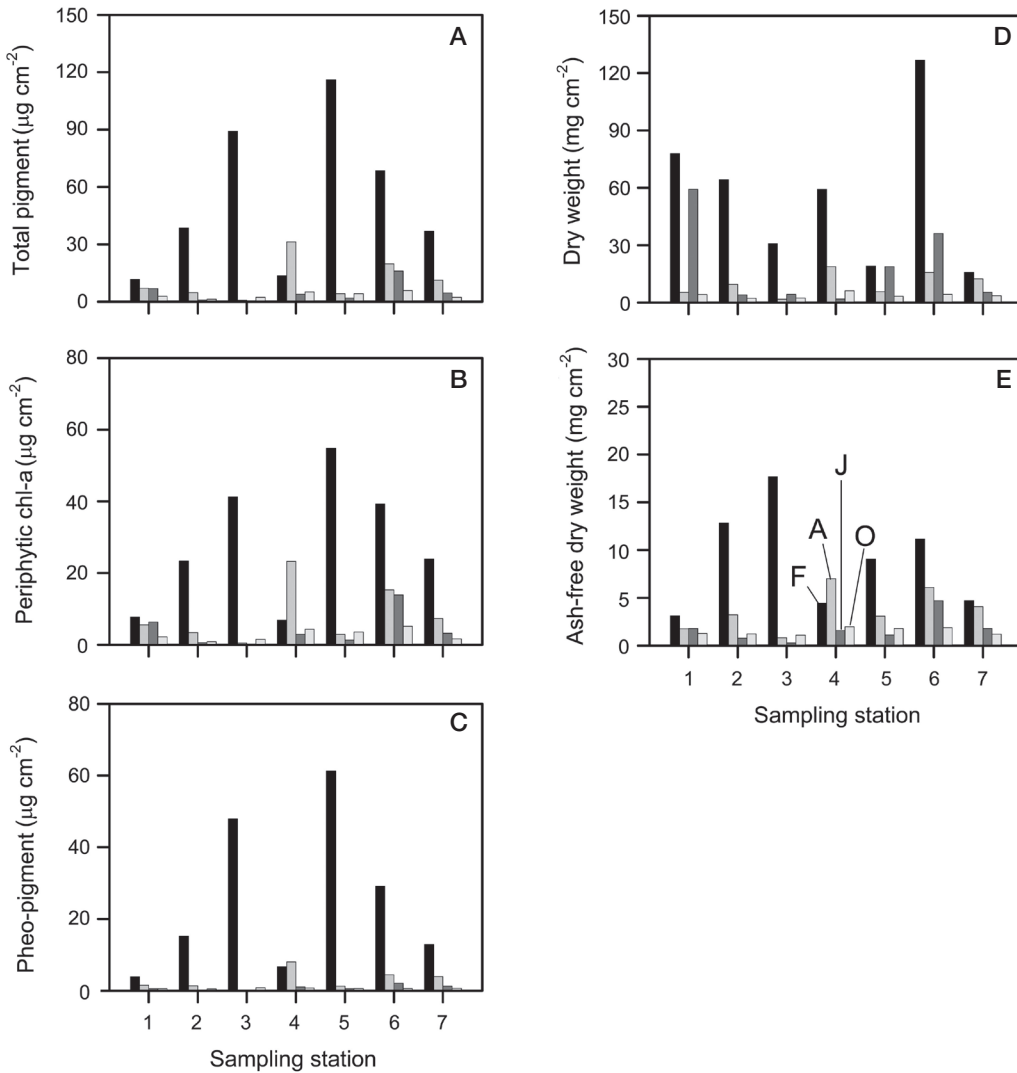 A
Total pigment (μg cm-2)
150
120
90
60
30
0
B
Periphytic chl-a (μg cm-2)
80
60
40
20
0
C
Pheo-pigment (μg cm-2)
80
60
40
20
0
1 2 3 4 5 6 7
Sampling station
D
Dry weight (mg cm-2)
150
120
90
60
30
0
E
Ash-free dry weight (mg cm-2)
30
25
20
15
10
5
0
F
A
J
O
1 2 3 4 5 6 7
Sampling station